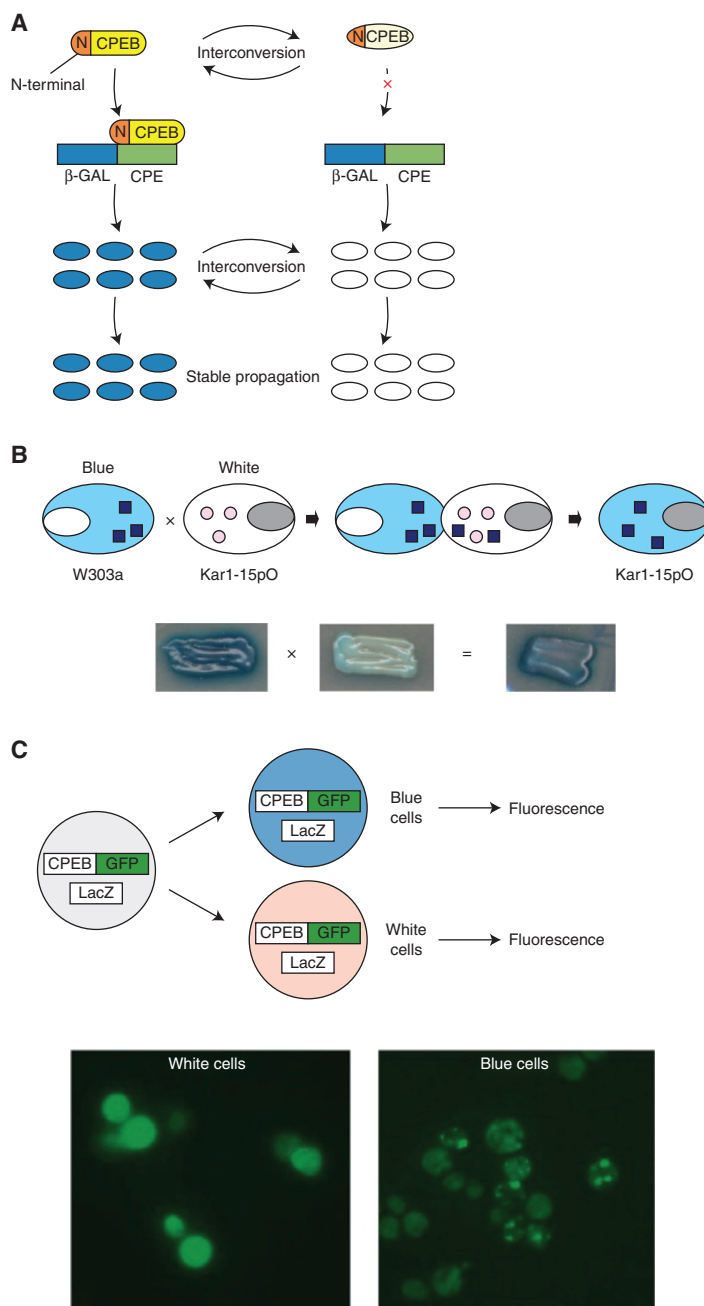 A
N CPEB
Interconversion
N CPEB
N-terminal
×
N CPEB
β-GAL CPE
β-GAL CPE
Interconversion
Stable propagation
B
Blue
White
×
W303a
Kar1-15pO
Kar1-15pO
× =
C
CPEB GFP
LacZ
Blue
cells
Fluorescence
CPEB GFP
LacZ
CPEB GFP
LacZ
White
cells
Fluorescence
White cells
Blue cells